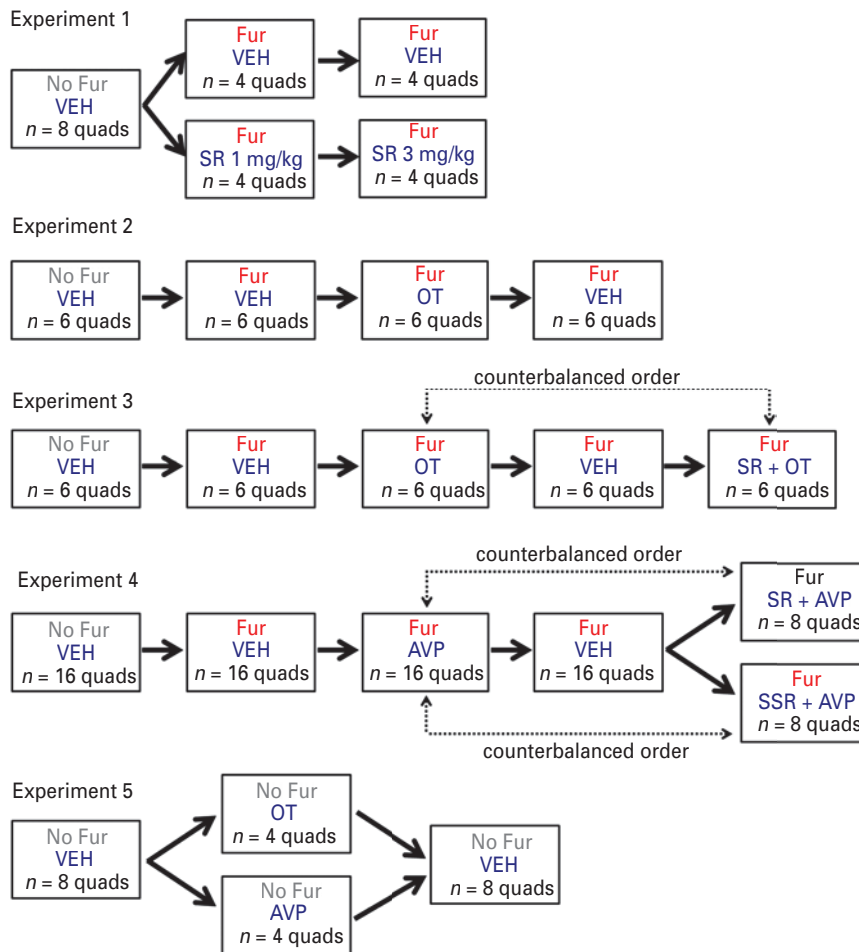 Experiment 1
No Fur
VEH
n = 8 quads
Fur
VEH
n = 4 quads
Fur
VEH
n = 4 quads
Fur
SR 1 mg/kg
n = 4 quads
Fur
SR 3 mg/kg
n = 4 quads
Experiment 2
No Fur
VEH
n = 6 quads
Fur
VEH
n = 6 quads
Fur
OT
n = 6 quads
Fur
VEH
n = 6 quads
Experiment 3
counterbalanced order
No Fur
VEH
n = 6 quads
Fur
VEH
n = 6 quads
Fur
OT
n = 6 quads
Fur
VEH
n = 6 quads
Fur
SR + OT
n = 6 quads
Experiment 4
counterbalanced order
No Fur
VEH
n = 16 quads
Fur
VEH
n = 16 quads
Fur
AVP
n = 16 quads
Fur
VEH
n = 16 quads
Fur
SR + AVP
n = 8 quads
Fur
SSR + AVP
n = 8 quads
counterbalanced order
Experiment 5
No Fur
VEH
n = 8 quads
No Fur
OT
n = 4 quads
No Fur
AVP
n = 4 quads
No Fur
VEH
n = 8 quads